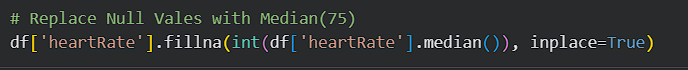 # Replace Null Vales with Median(75)
df['heartRate'].fillna(int(df['heartRate'].median()), inplace=True)